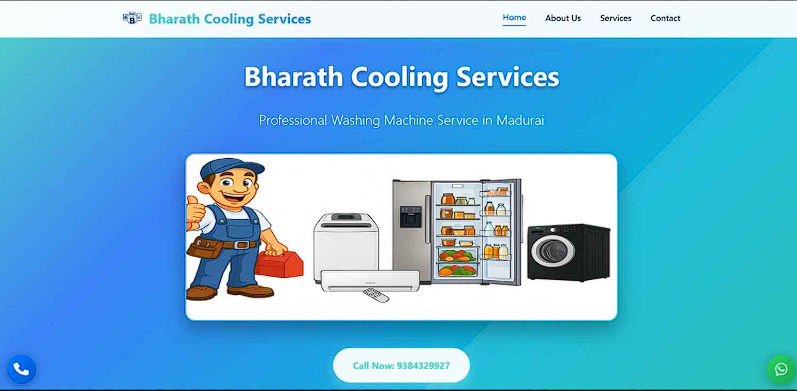 Bharath Cooling Services
Home About Us Services Contact
Bharath Cooling Services
Professional Washing Machine Service in Madurai
Call Now: 9384329927